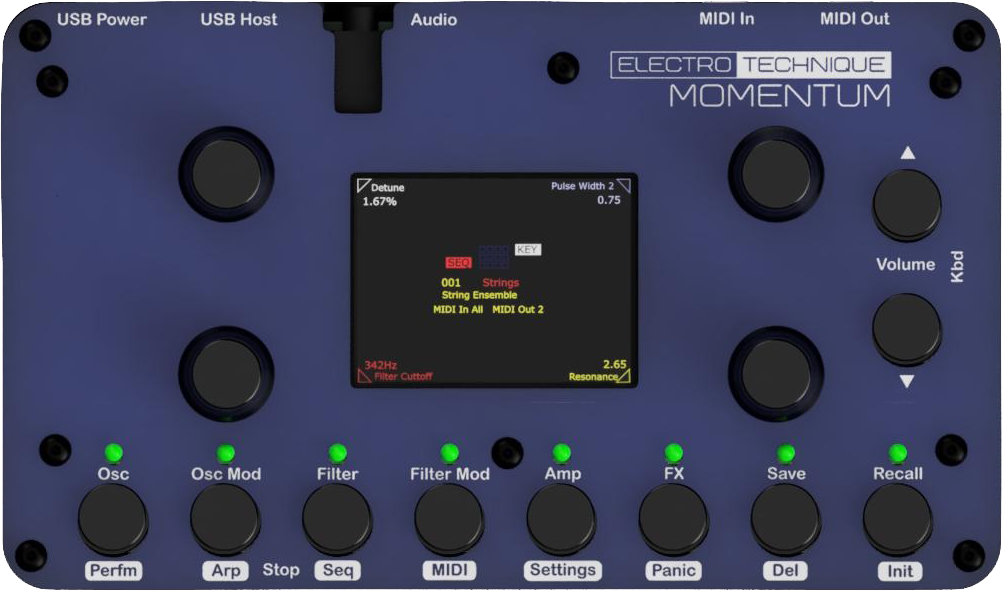 USB Power USB Host Audio MIDI In MIDI Out
ELECTRO TECHNIQUE
MOMENTUM
Detune
1.67%
Pulse Width 2
0.75
SEQ KEY
001 Strings
String Ensemble
MIDI In All MIDI Out 2
342Hz
Filter Cuttoff
2.65
Resonance
Volume
Kbd
Osc Osc Mod Filter Filter Mod Amp FX Save Recall
Perfm Arp Stop Seq MIDI Settings Panic Del Init